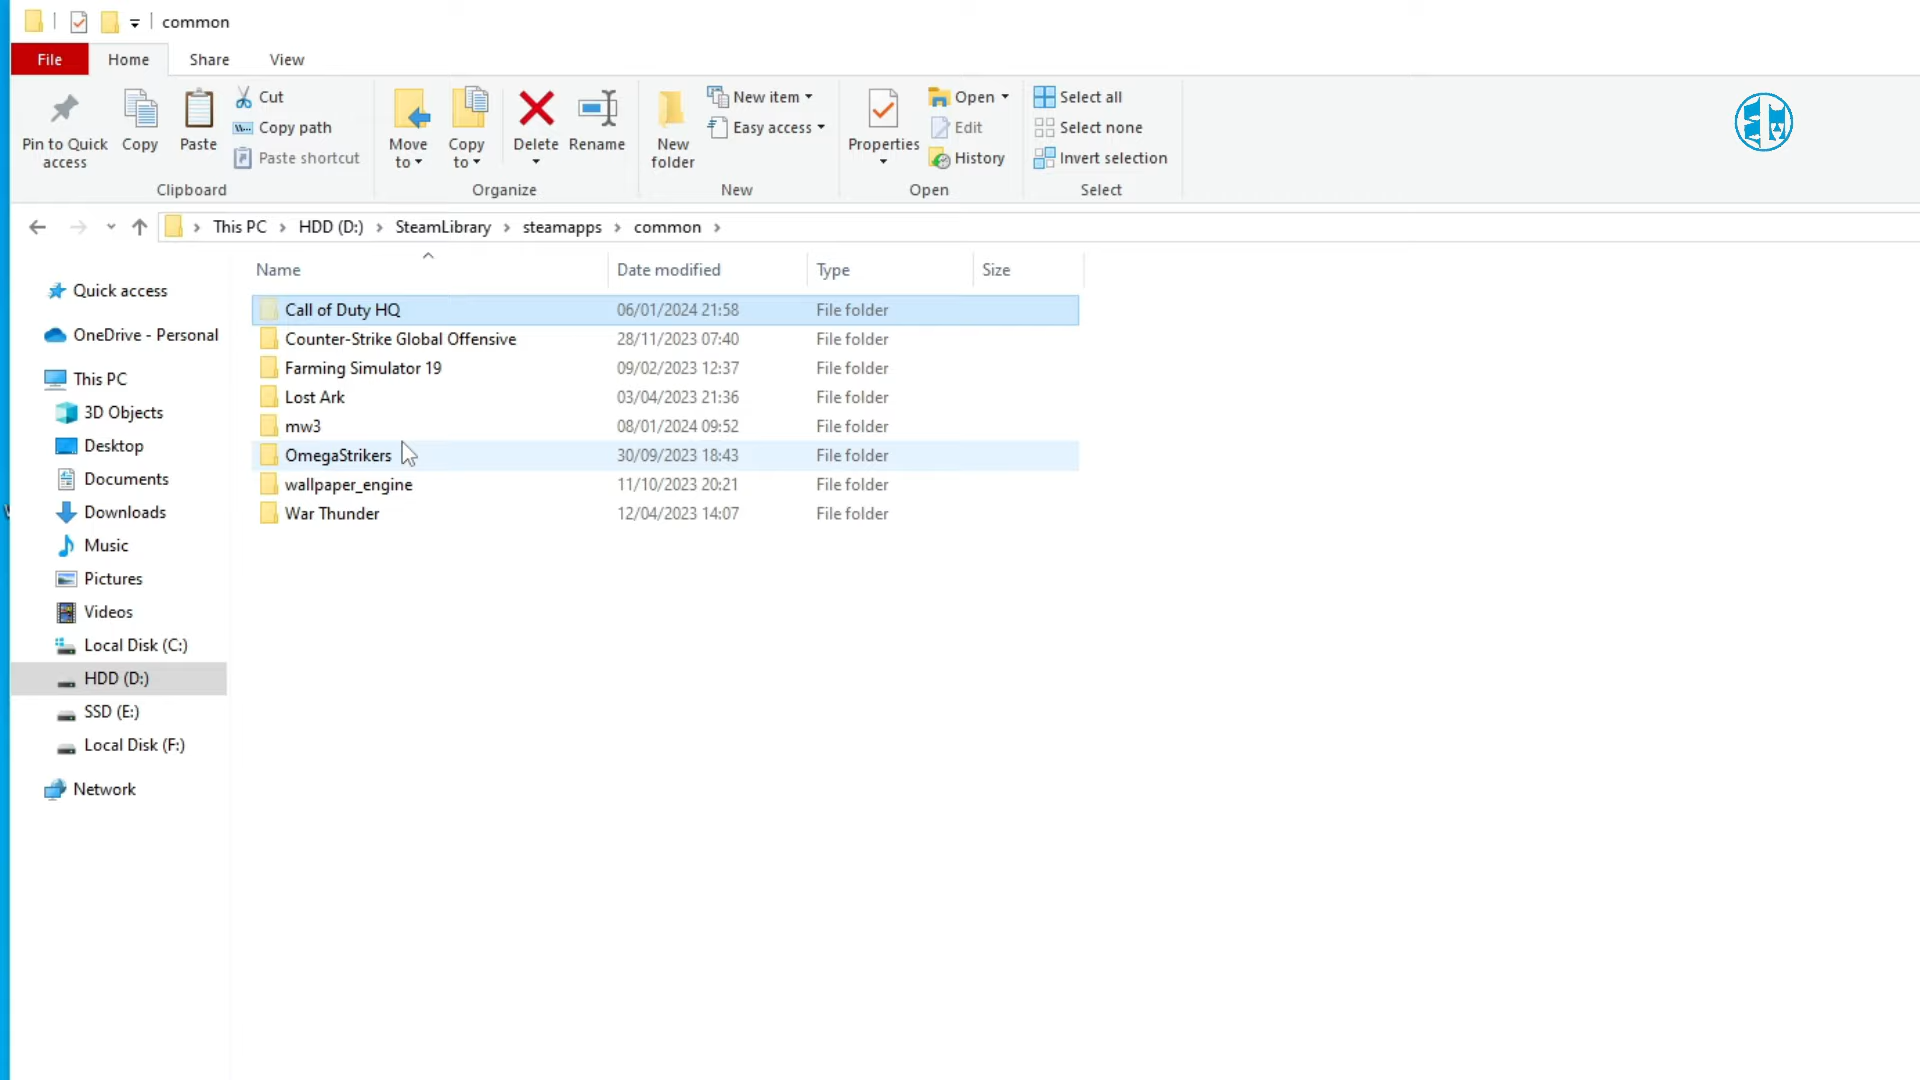 common
File Home Share View
Pin to Quick access
Copy
Paste
Cut
Copy path
Paste shortcut
Clipboard
Move to
Copy to
Delete
Rename
Organize
New folder
New item
Easy access
New
Properties
Open
Edit
History
Open
Select all
Select none
Invert selection
Select
This PC > HDD (D:) > SteamLibrary > steamapps > common >
Quick access
OneDrive - Personal
This PC
3D Objects
Desktop
Documents
Downloads
Music
Pictures
Videos
Local Disk (C:)
HDD (D:)
SSD (E:)
Local Disk (F:)
Network
Name Date modified Type Size
Call of Duty HQ 06/01/2024 21:58 File folder
Counter-Strike Global Offensive 28/11/2023 07:40 File folder
Farming Simulator 19 09/02/2023 12:37 File folder
Lost Ark 03/04/2023 21:36 File folder
mw3 08/01/2024 09:52 File folder
OmegaStrikers 30/09/2023 18:43 File folder
wallpaper_engine 11/10/2023 20:21 File folder
War Thunder 12/04/2023 14:07 File folder